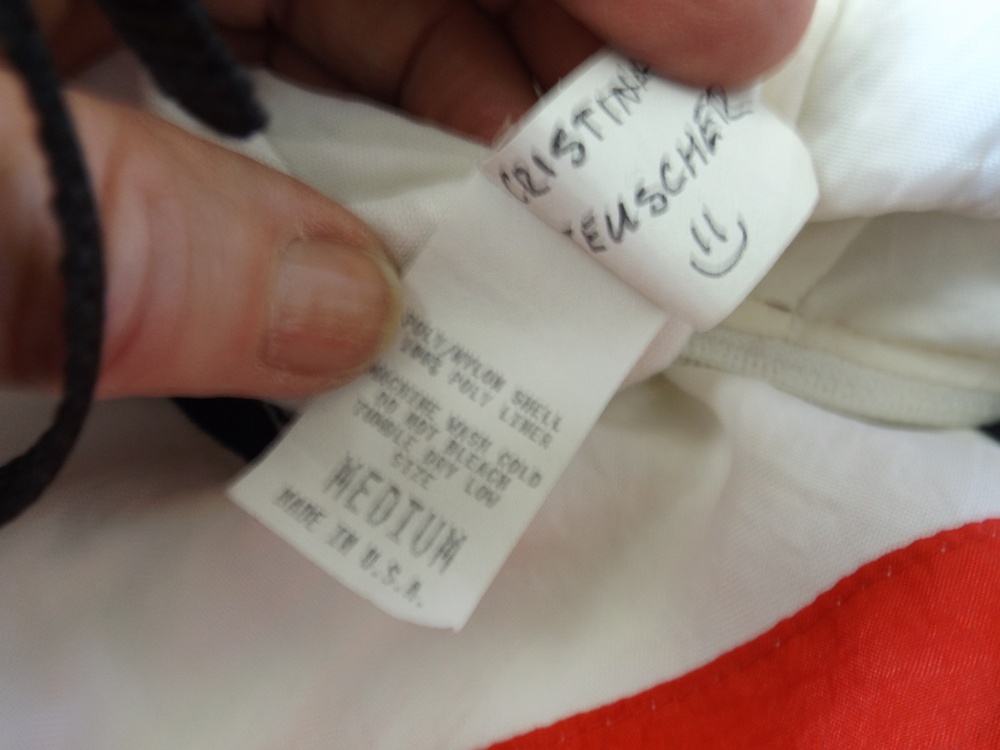 CRISTINA
TEUSCHER
POLY/NYLON SHELL
100% POLY LINER
MACHINE WASH COLD
DO NOT BLEACH
TUMBLE DRY LOW
SIZE
MEDIUM
MADE IN U.S.A.